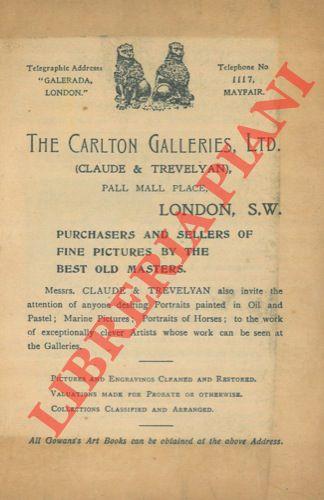 Telegraphic Address
"GALERADA,
LONDON."
Telephone No
1117,
MAYFAIR.
THE CARLTON GALLERIES, LTD.
(CLAUDE & TREVELYAN),
PALL MALL PLACE,
LONDON, S.W.
PURCHASERS AND SELLERS OF
FINE PICTURES BY THE
BEST OLD MASTERS.
Messrs. CLAUDE & TREVELYAN also invite the
attention of anyone desiring Portraits painted in Oil and
Pastel; Marine Pictures; Portraits of Horses; to the work
of exceptionally clever Artists whose work can be seen at
the Galleries.
PICTURES AND ENGRAVINGS CLEANED AND RESTORED.
VALUATIONS MADE FOR PROBATE OR OTHERWISE.
COLLECTIONS CLASSIFIED AND ARRANGED.
All Gowans's Art Books can be obtained at the above Address.
LIBRERIA PIANI